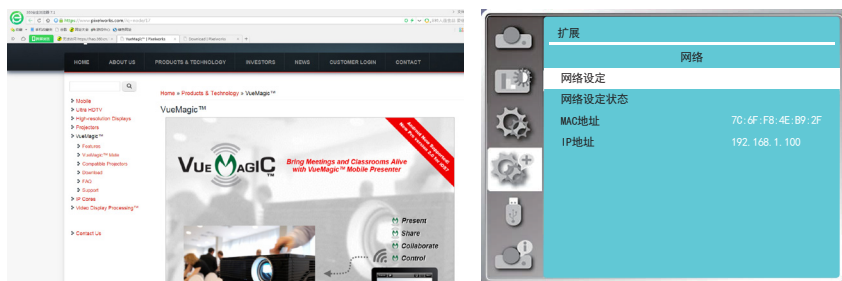 HOME ABOUT US PRODUCTS & TECHNOLOGY INVESTORS NEWS CUSTOMER LOGIN CONTACT
Home » Products & Technology » VueMagic™
VueMagic™
Mobile
Ultra HDTV
High-resolution Displays
Projectors
VueMagic™
Features
VueMagic™ Mobi
Compatible Projectors
Download
FAQ
Support
IP Cores
Video Display Processing™
Contact Us
VUEMAGIC
Bring Meetings and Classrooms Alive
with VueMagic™ Mobile Presenter
Present
Share
Collaborate
Control
扩展
网络
网络设定
网络设定状态
MAC地址 7C:6F:F8:4E:B9:2F
IP地址 192.168.1.100